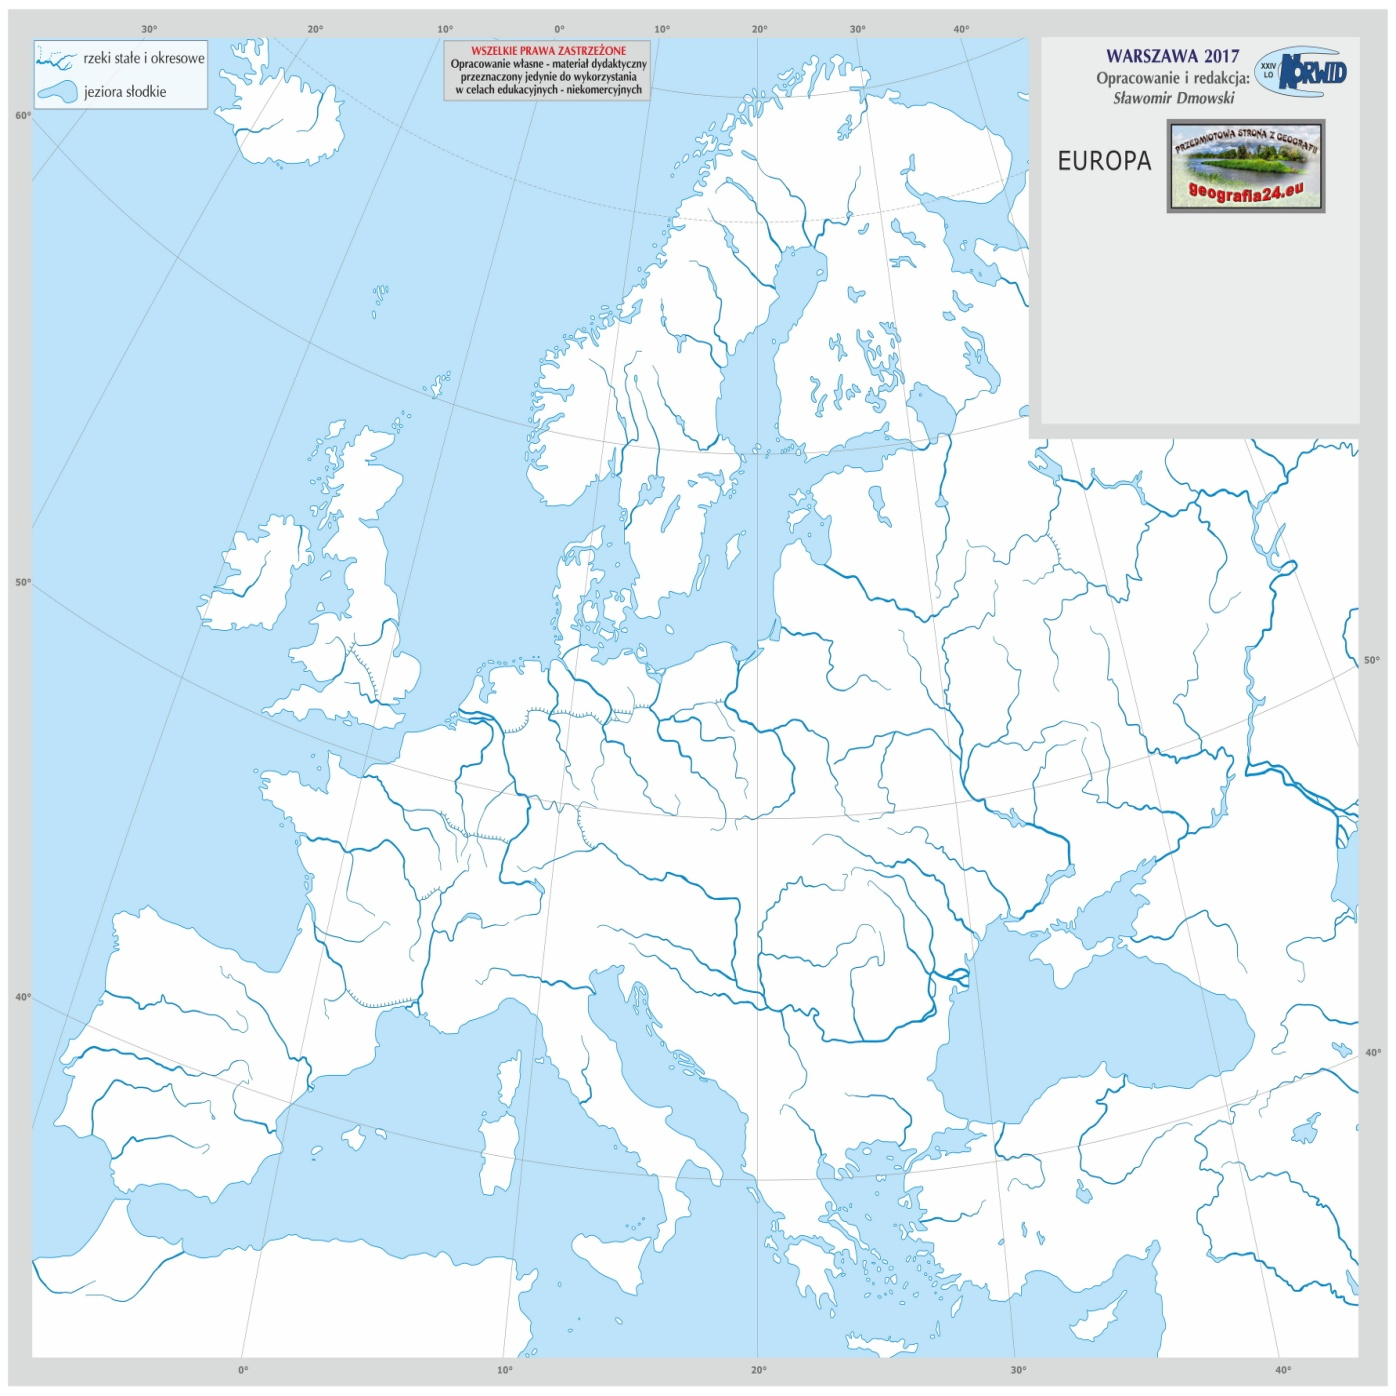 30°
20°
10°
0°
10°
20°
30°
40°
rzeki stałe i okresowe
jeziora słodkie
WSZELKIE PRAWA ZASTRZEŻONE
Opracowanie własne - materiał dydaktyczny
przeznaczony jedynie do wykorzystania
w celach edukacyjnych - niekomercyjnych
WARSZAWA 2017
Opracowanie i redakcja:
Sławomir Dmowski
XXIV
LO
NORWID
EUROPA
PRZEDMIOTOWA STRONA Z GEOGRAFII
geografia24.eu
60°
50°
50°
40°
40°
0°
10°
20°
30°
40°